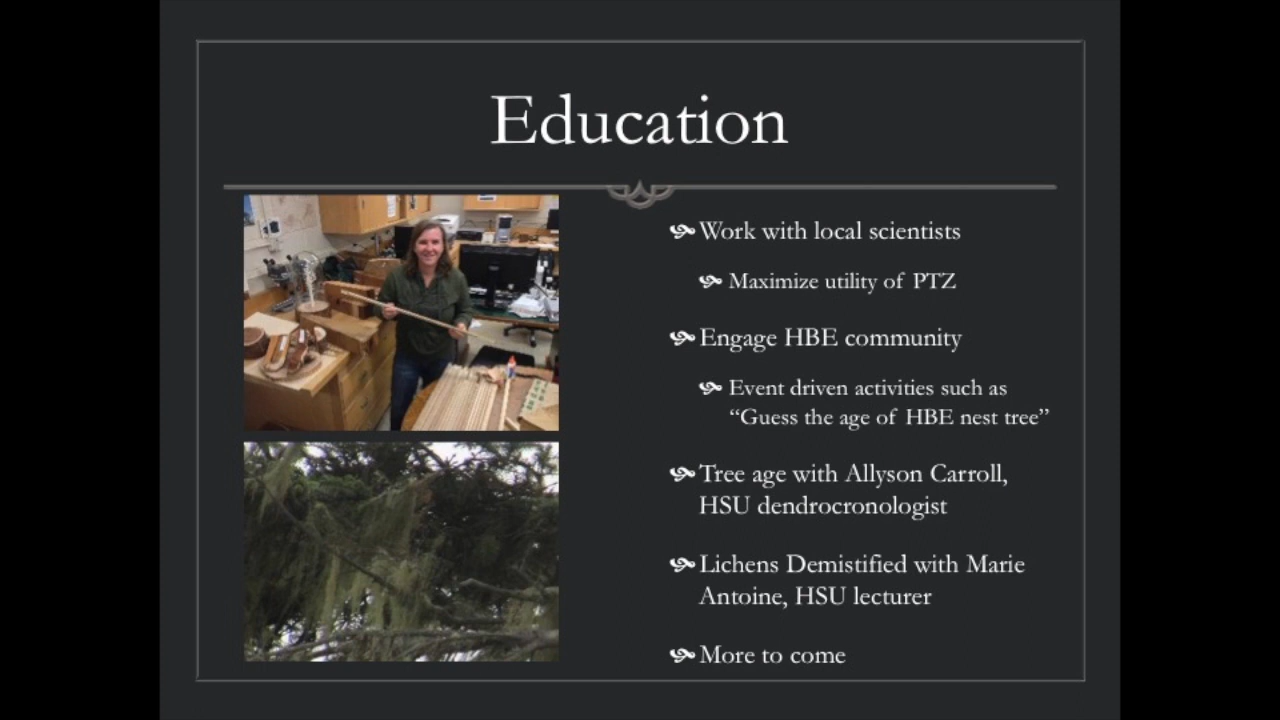 Education
Work with local scientists
Maximize utility of PTZ
Engage HBE community
Event driven activities such as
“Guess the age of HBE nest tree”
Tree age with Allyson Carroll,
HSU dendrocronologist
Lichens Demistified with Marie
Antoine, HSU lecturer
More to come